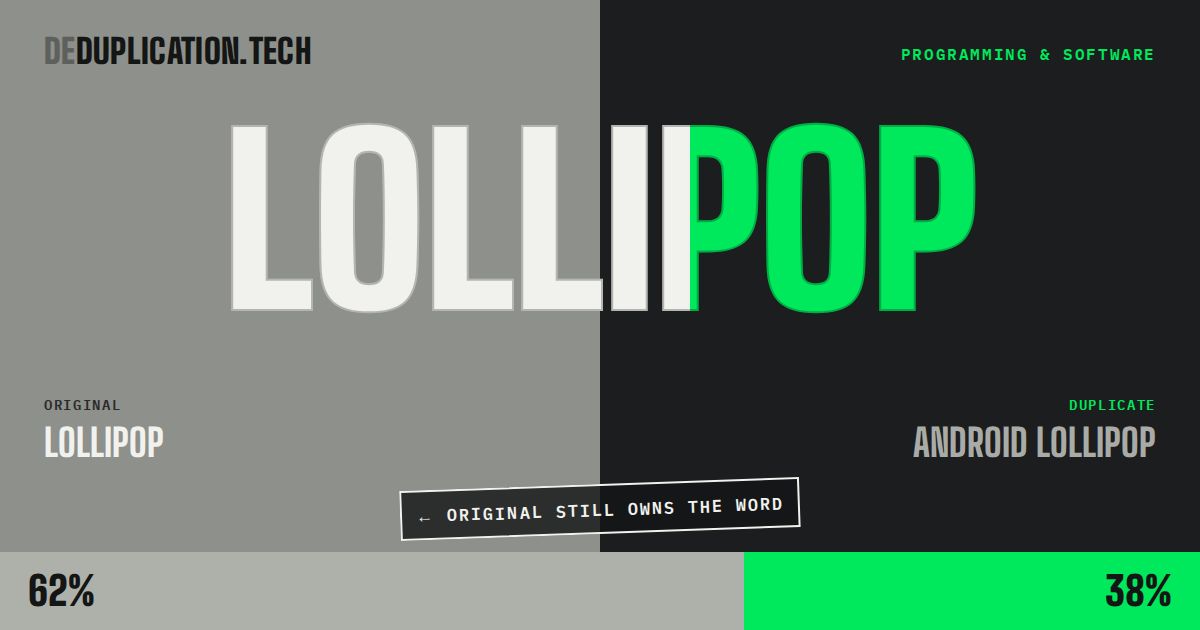 DEDUPLICATION.TECH
PROGRAMMING & SOFTWARE
LOLLIPOP
ORIGINAL
LOLLIPOP
DUPLICATE
ANDROID LOLLIPOP
← ORIGINAL STILL OWNS THE WORD
62%
38%